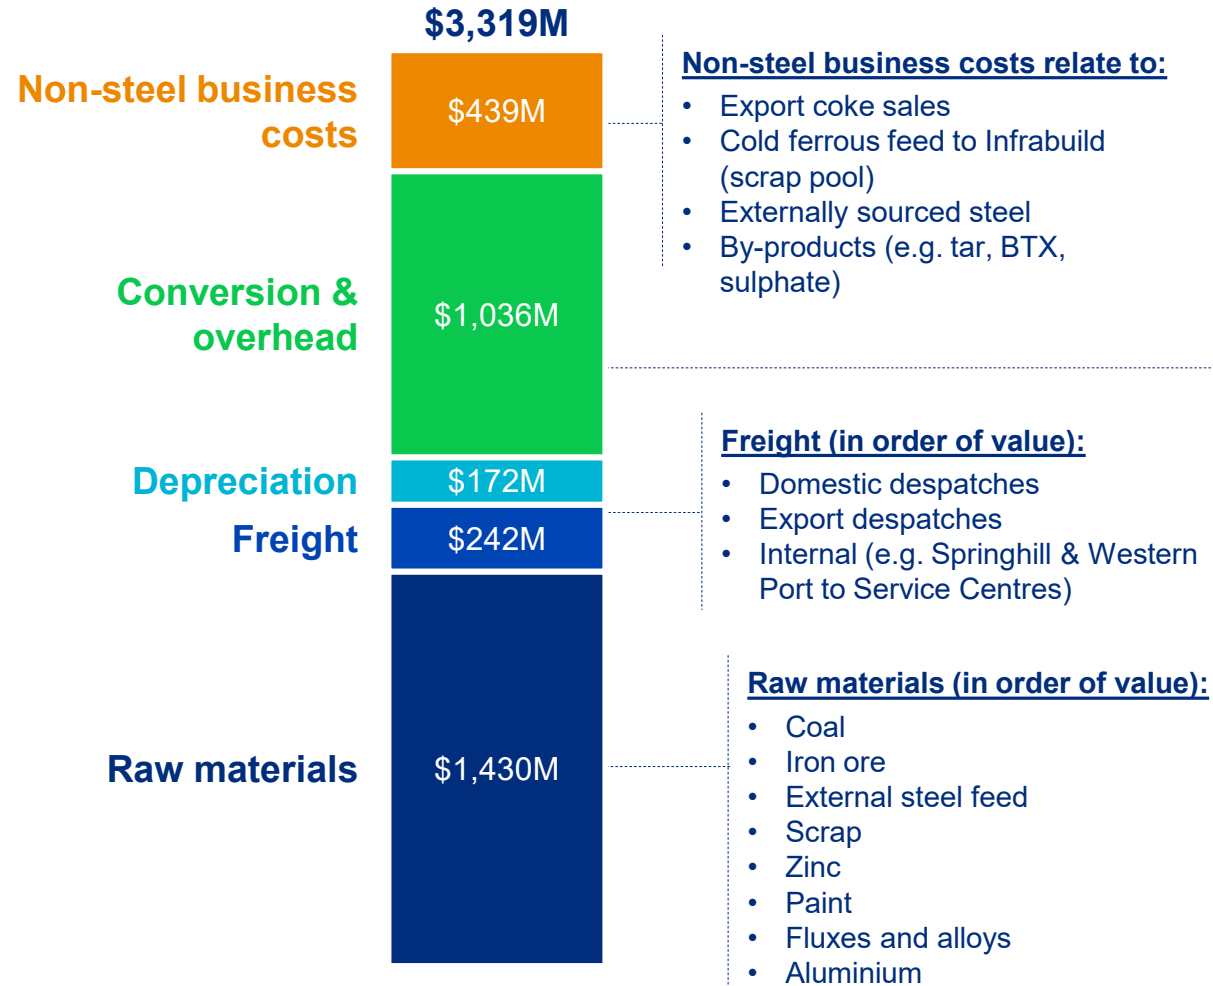 $3,319M
Non-steel business
costs
$439M
Non-steel business costs relate to:
• Export coke sales
• Cold ferrous feed to Infrabuild
(scrap pool)
• Externally sourced steel
• By-products (e.g. tar, BTX,
sulphate)
Conversion &
overhead
$1,036M
Depreciation
$172M
Freight
$242M
Freight (in order of value):
• Domestic despatches
• Export despatches
• Internal (e.g. Springhill & Western
Port to Service Centres)
Raw materials
$1,430M
Raw materials (in order of value):
• Coal
• Iron ore
• External steel feed
• Scrap
• Zinc
• Paint
• Fluxes and alloys
• Aluminium